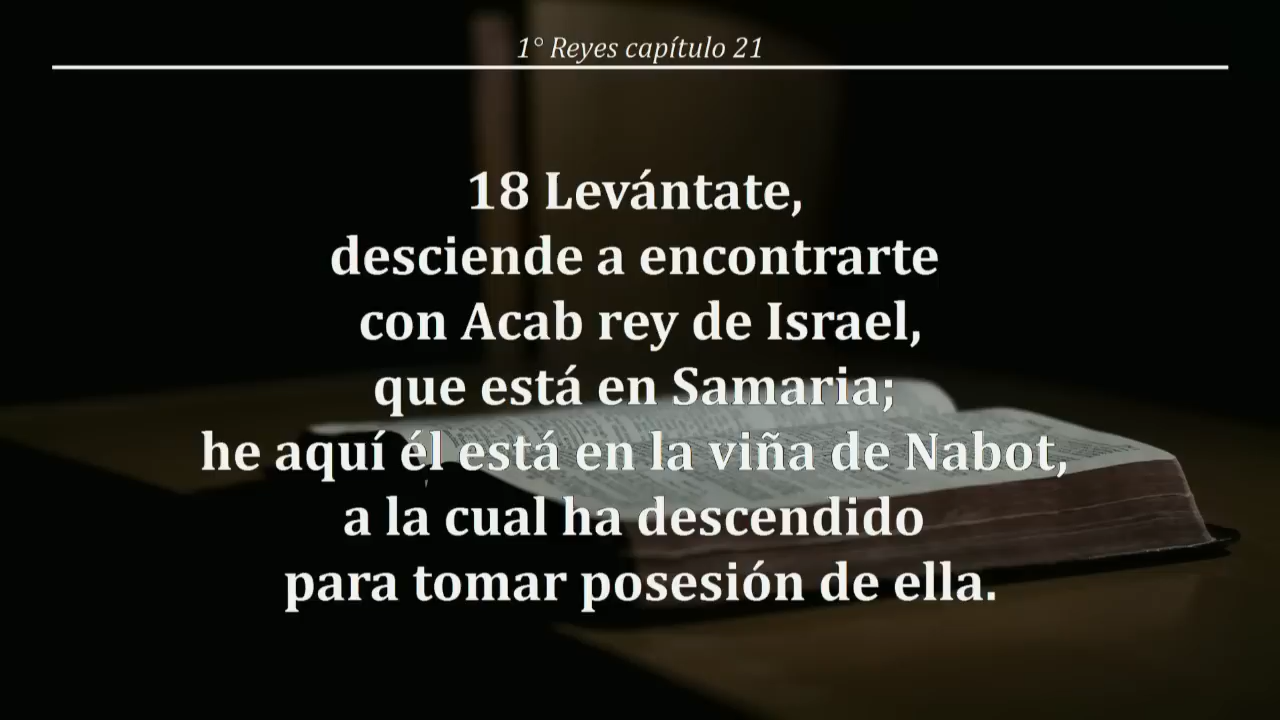 1° Reyes capítulo 21
18 Levántate,
desciende a encontrarte
con Acab rey de Israel,
que está en Samaria;
he aquí él está en la viña de Nabot,
a la cual ha descendido
para tomar posesión de ella.